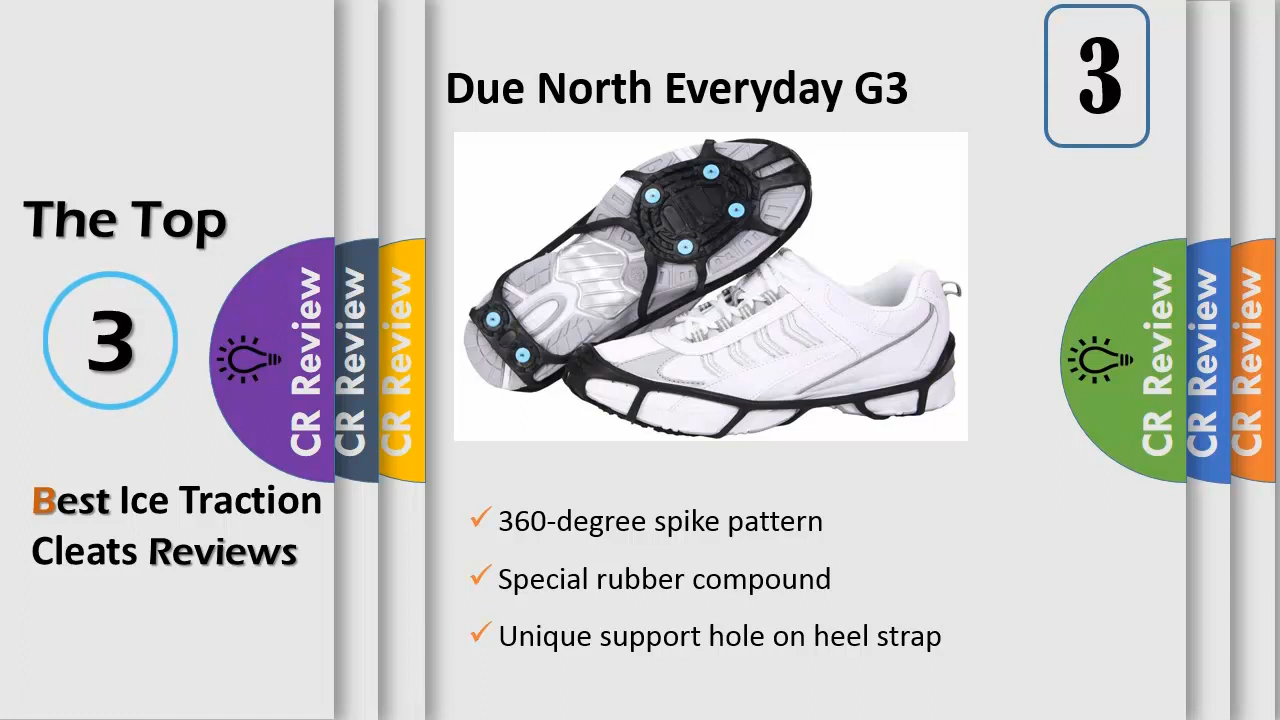 The Top
3
Best Ice Traction
Cleats Reviews
CR Review
CR Review
CR Review
Due North Everyday G3
3
360-degree spike pattern
Special rubber compound
Unique support hole on heel strap
CR Review
CR Review
CR Review